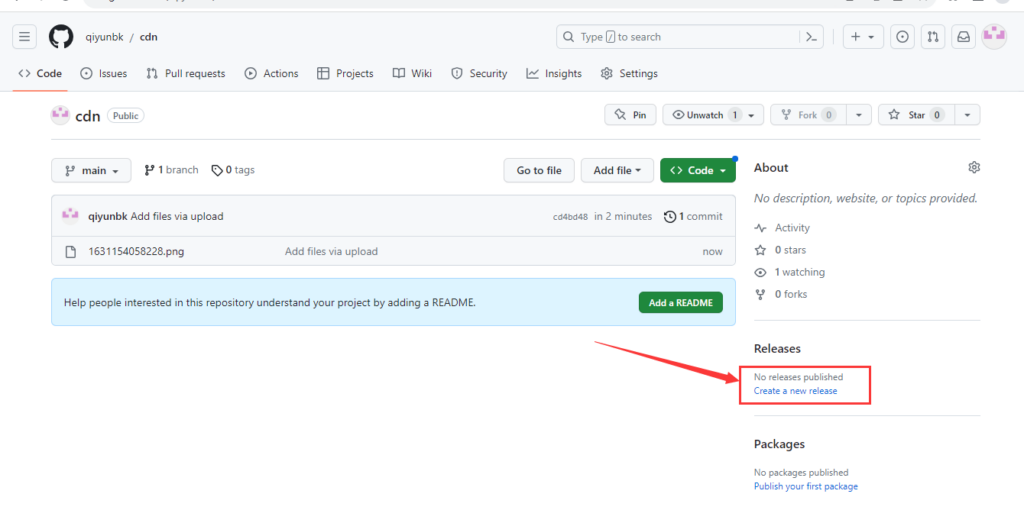 qiyunbk / cdn
Type / to search
Code Issues Pull requests Actions Projects Wiki Security Insights Settings
cdn Public
Pin Unwatch 1 Fork 0 Star 0
main 1 branch 0 tags Go to file Add file Code
qiyunbk Add files via upload cd4bd48 in 2 minutes 1 commit
1631154058228.png Add files via upload now
Help people interested in this repository understand your project by adding a README. Add a README
About
No description, website, or topics provided.
Activity
0 stars
1 watching
0 forks
Releases
No releases published
Create a new release
Packages
No packages published
Publish your first package